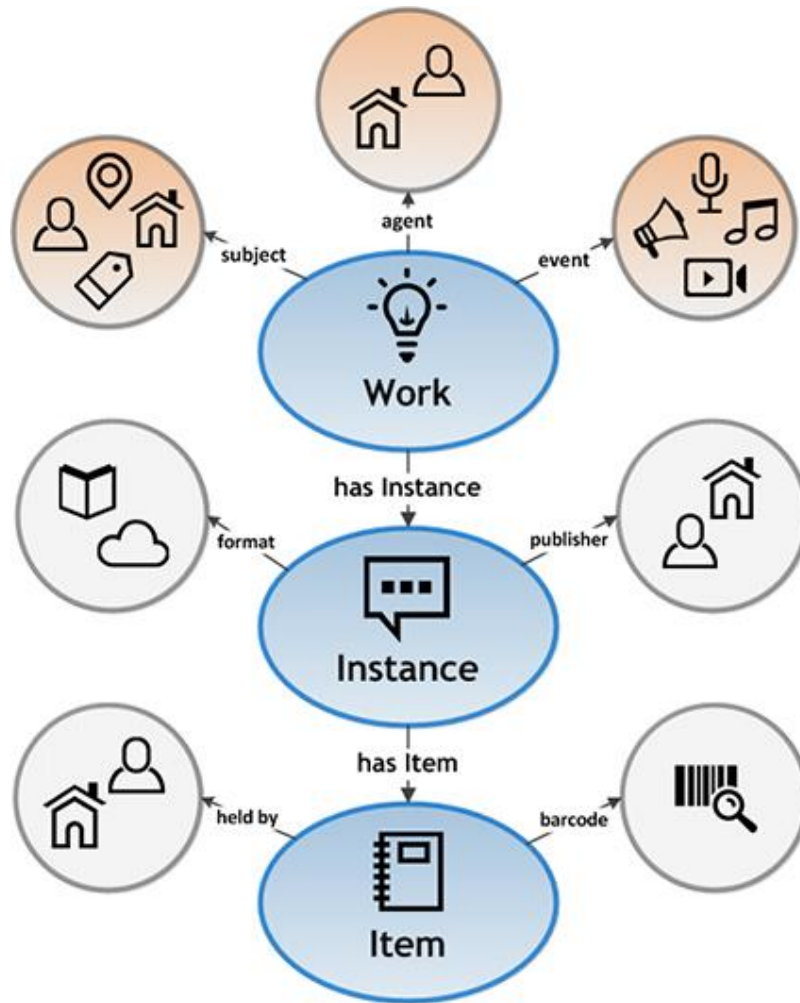 agent
subject
event
Work
has Instance
format
publisher
Instance
has Item
held by
barcode
Item